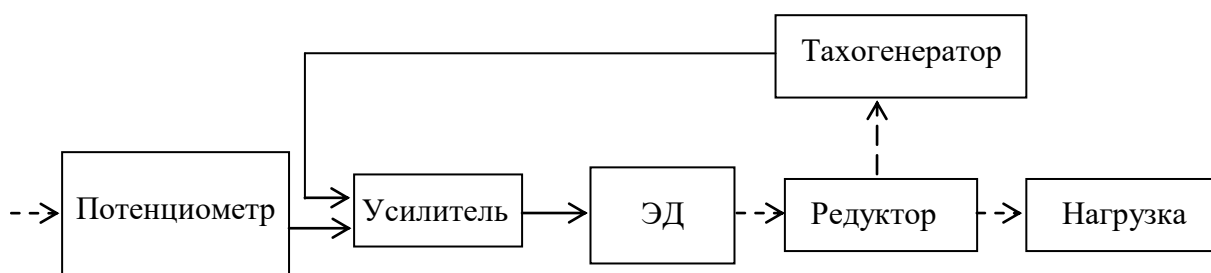 Тахогенератор
Потенциометр
Усилитель
ЭД
Редуктор
Нагрузка